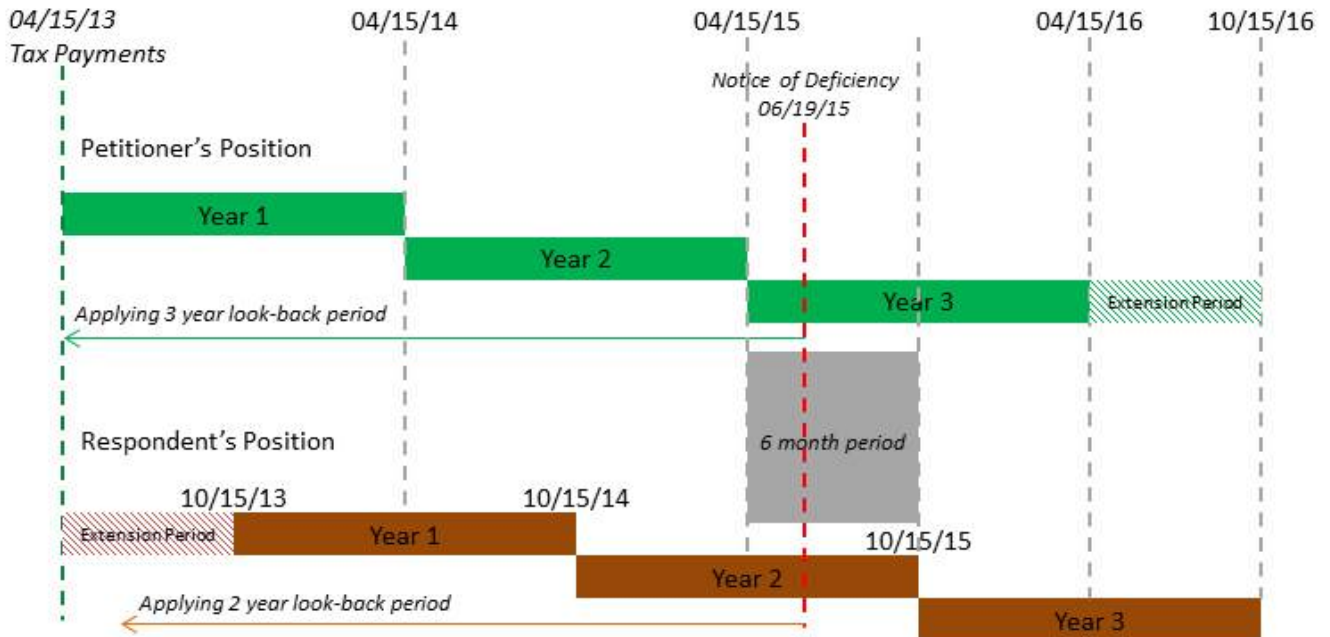 04/15/13 04/15/14 04/15/15 04/15/16 10/15/16
Tax Payments
Notice of Deficiency
06/19/15
Petitioner's Position
Year 1
Year 2
Year 3 Extension Period
Applying 3 year look-back period
Respondent's Position 6 month period
10/15/13 10/15/14
Extension Period Year 1 10/15/15
Year 2
Applying 2 year look-back period
Year 3